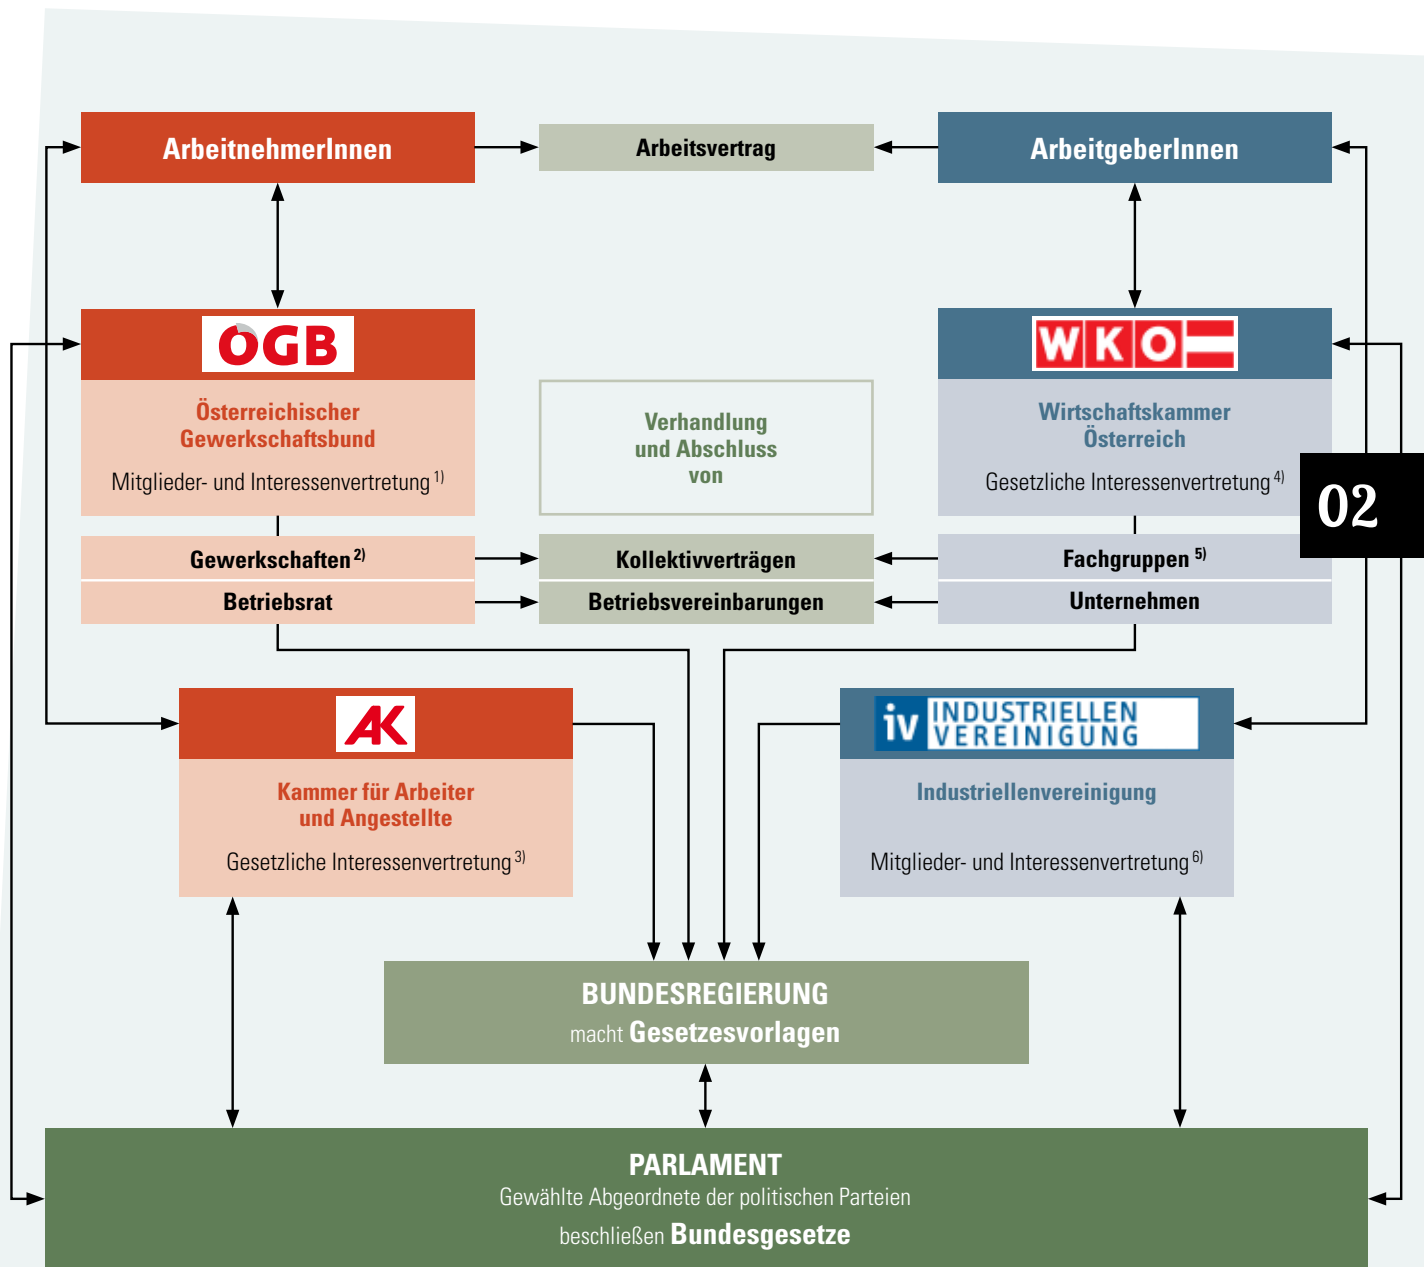 ArbeitnehmerInnen
Arbeitsvertrag
ArbeitgeberInnen
ÖGB
Österreichischer
Gewerkschaftsbund
Mitglieder- und Interessenvertretung 1)
Verhandlung
und Abschluss
von
WKO
Wirtschaftskammer
Österreich
Gesetzliche Interessenvertretung 4)
02
Gewerkschaften 2)
Kollektivverträgen
Fachgruppen 5)
Betriebsrat
Betriebsvereinbarungen
Unternehmen
AK
Kammer für Arbeiter
und Angestellte
Gesetzliche Interessenvertretung 3)
iv INDUSTRIELLEN
VEREINIGUNG
Industriellenvereinigung
Mitglieder- und Interessenvertretung 6)
BUNDESREGIERUNG
macht Gesetzesvorlagen
PARLAMENT
Gewählte Abgeordnete der politischen Parteien
beschließen Bundesgesetze